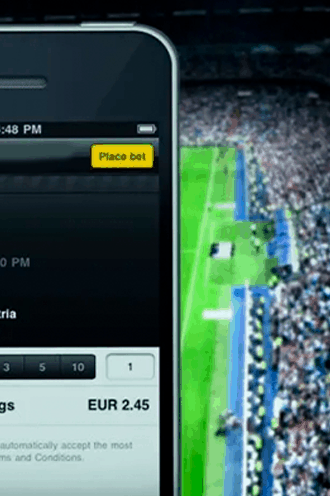 :48 PM
Place bet
0 PM
ria
3 5 10 1
gs EUR 2.45
automatically accept the most
ms and Conditions.